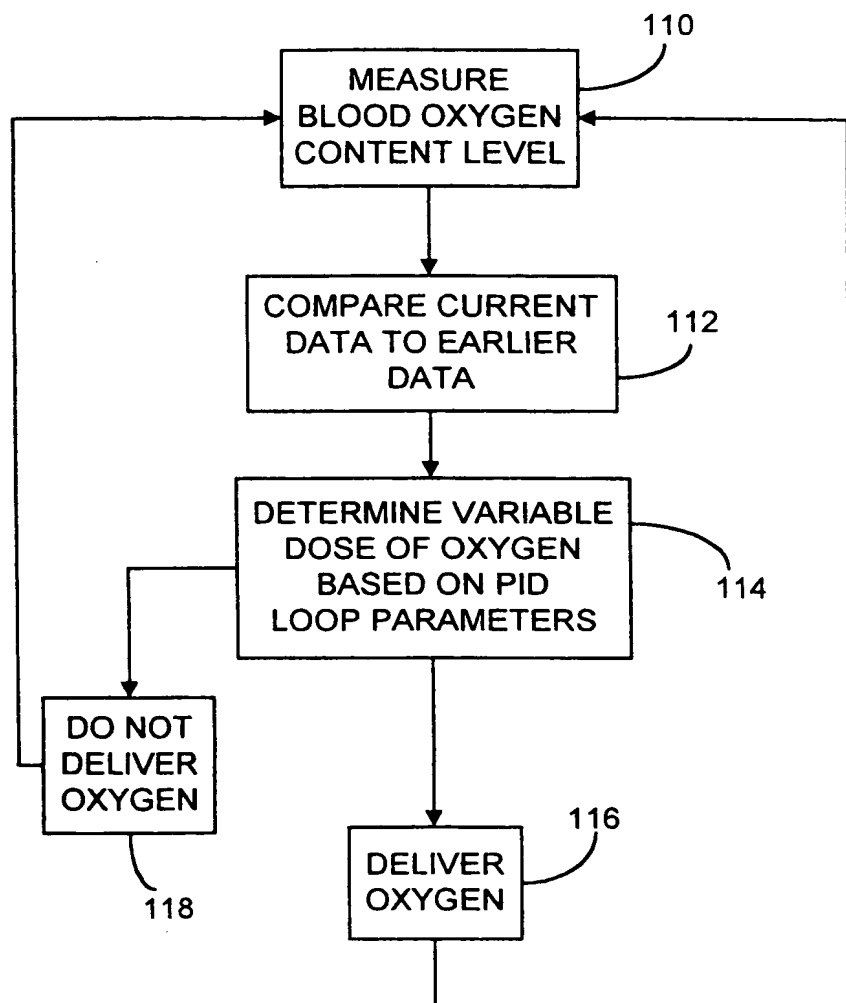 110
MEASURE
BLOOD OXYGEN
CONTENT LEVEL
COMPARE CURRENT
DATA TO EARLIER
DATA
112
DETERMINE VARIABLE
DOSE OF OXYGEN
BASED ON PID
LOOP PARAMETERS
114
DO NOT
DELIVER
OXYGEN
118
116
DELIVER
OXYGEN